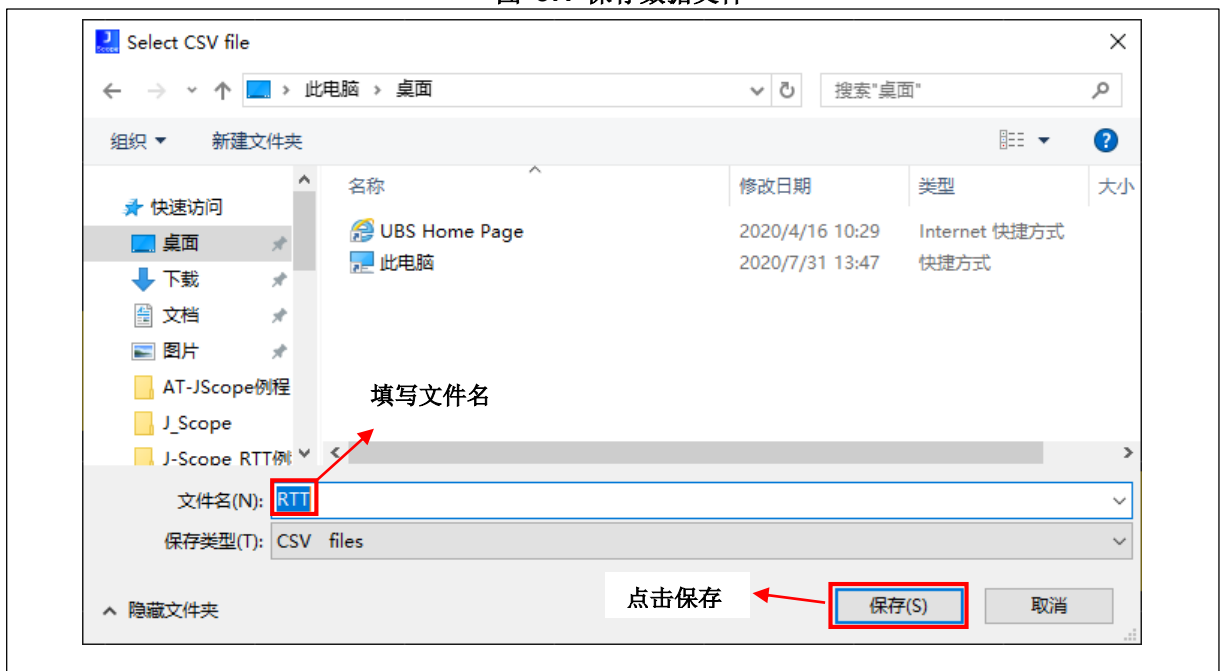 Select CSV file
此电脑 › 桌面
搜索"桌面"
组织
新建文件夹
名称
修改日期
类型
大小
快速访问
桌面
UBS Home Page
2020/4/16 10:29
Internet 快捷方式
此电脑
2020/7/31 13:47
快捷方式
下载
文档
图片
AT-JScope例程
J_Scope
J-Scope RTT例
填写文件名
文件名(N): RTT
保存类型(T): CSV files
隐藏文件夹
点击保存
保存(S)
取消